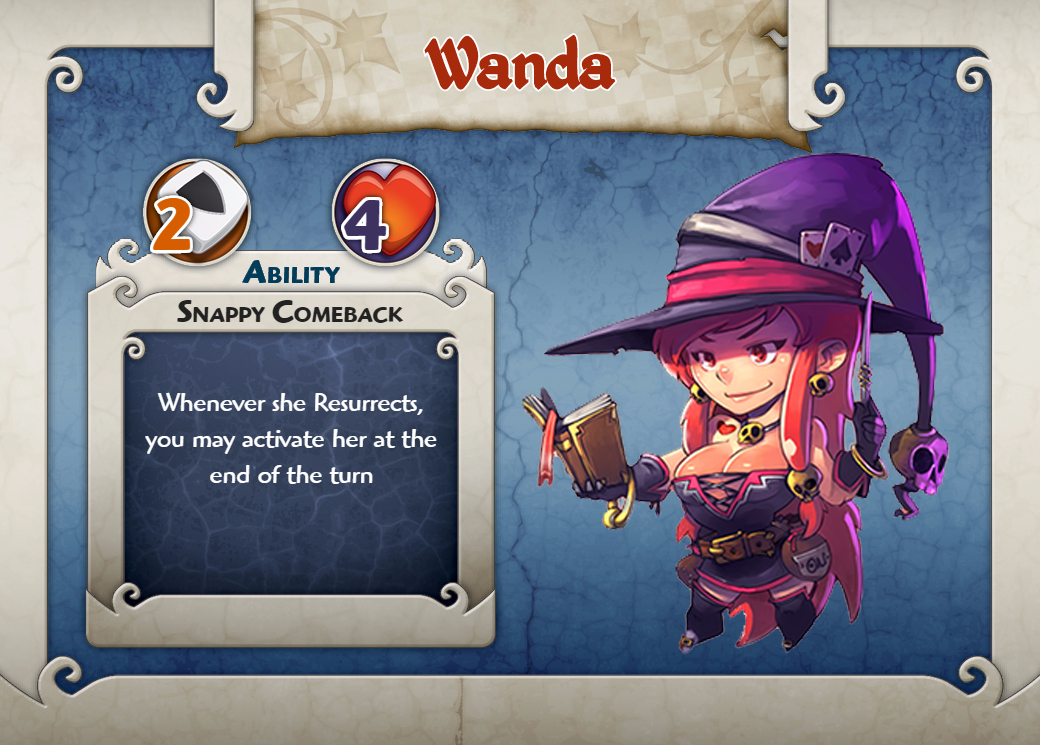 Wanda
2
4
Ability
Snappy Comeback
Whenever she Resurrects,
you may activate her at the
end of the turn